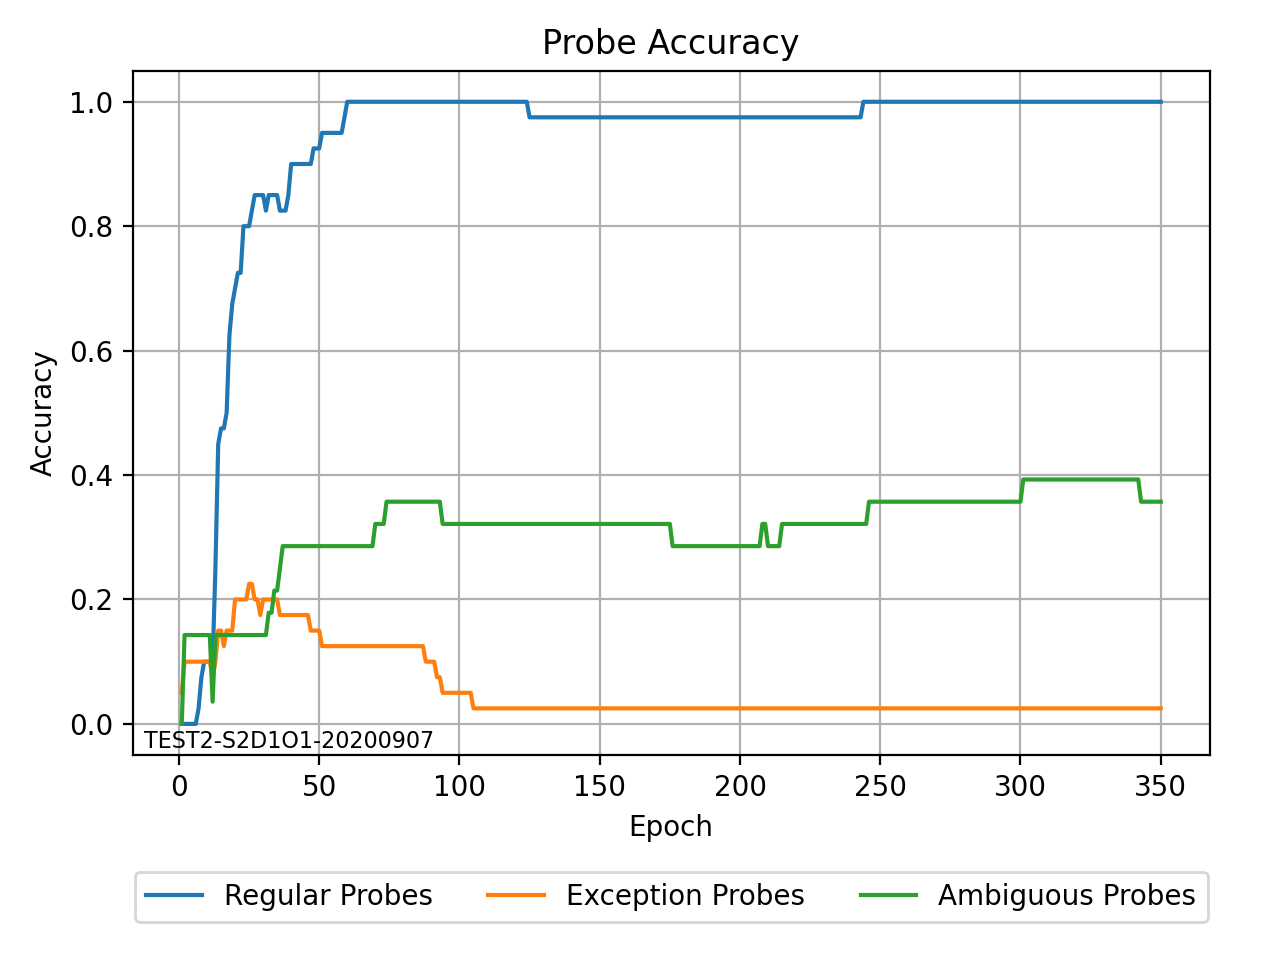 Probe Accuracy
1.0
0.8
0.6
0.4
0.2
0.0
Accuracy
TEST2-S2D1O1-20200907
0 50 100 150 200 250 300 350
Epoch
Regular Probes Exception Probes Ambiguous Probes